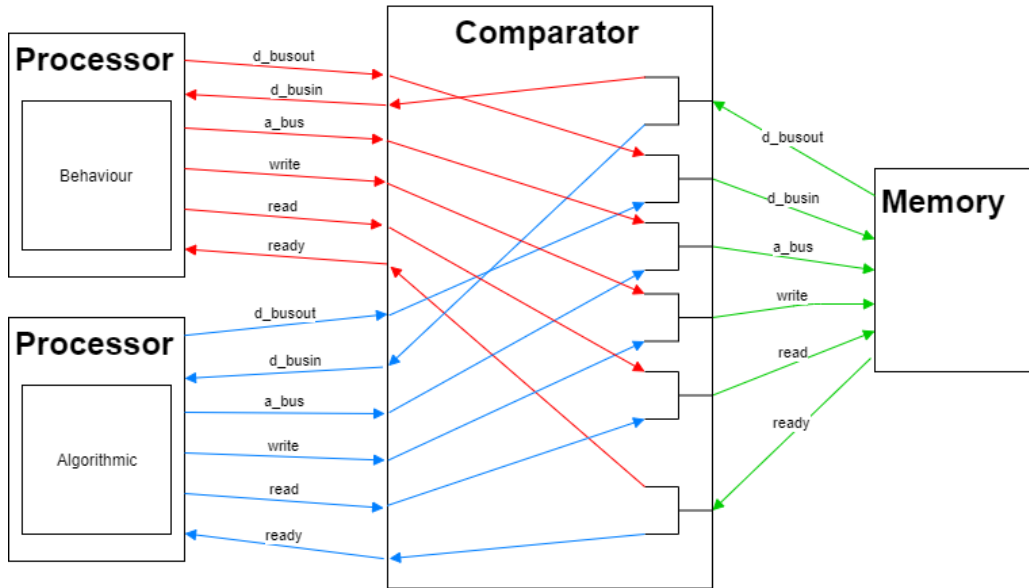 Processor
Behaviour
d_busout
d_busin
a_bus
write
read
ready
Processor
Algorithmic
d_busout
d_busin
a_bus
write
read
ready
Comparator
d_busout
d_busin
a_bus
write
read
ready
Memory